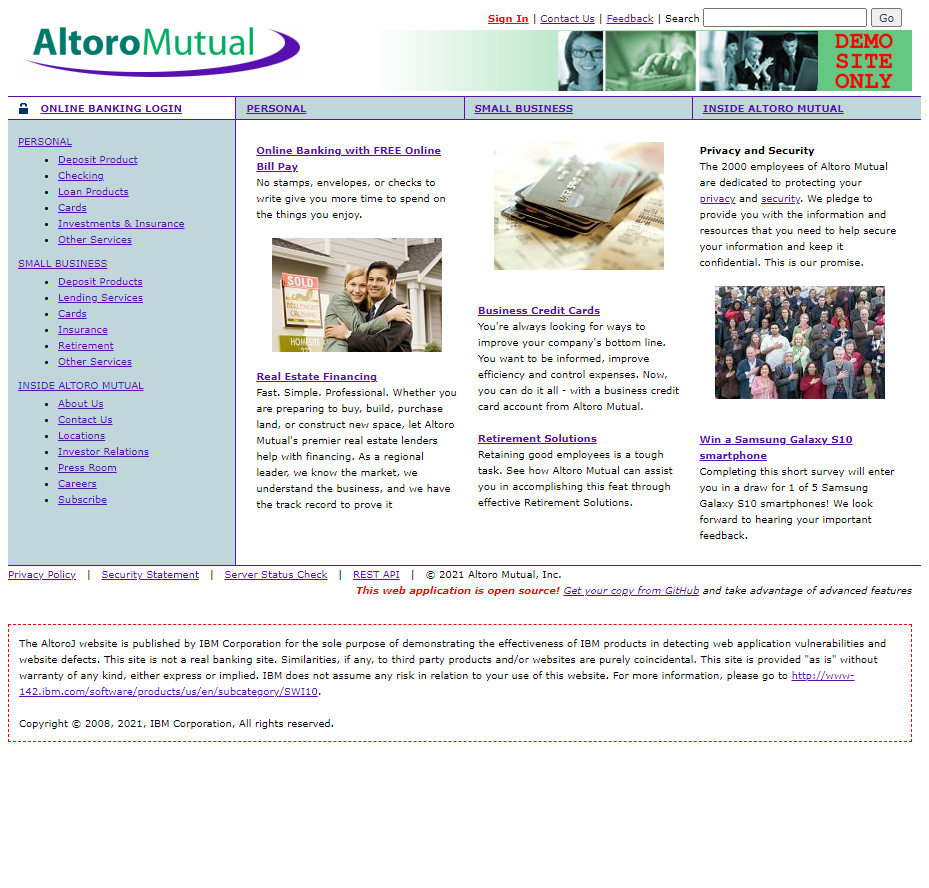 Sign In | Contact Us | Feedback | Search Go
AltoroMutual
DEMO
SITE
ONLY
ONLINE BANKING LOGIN
PERSONAL
SMALL BUSINESS
INSIDE ALTORO MUTUAL
PERSONAL
Deposit Product
Checking
Loan Products
Cards
Investments & Insurance
Other Services
SMALL BUSINESS
Deposit Products
Lending Services
Cards
Insurance
Retirement
Other Services
INSIDE ALTORO MUTUAL
About Us
Contact Us
Locations
Investor Relations
Press Room
Careers
Subscribe
Online Banking with FREE Online
Bill Pay
No stamps, envelopes, or checks to
write give you more time to spend on
the things you enjoy.
SOLD
HOMESITE
Real Estate Financing
Fast. Simple. Professional. Whether you
are preparing to buy, build, purchase
land, or construct new space, let Altoro
Mutual's premier real estate lenders
help with financing. As a regional
leader, we know the market, we
understand the business, and we have
the track record to prove it
Business Credit Cards
You're always looking for ways to
improve your company's bottom line.
You want to be informed, improve
efficiency and control expenses. Now,
you can do it all - with a business credit
card account from Altoro Mutual.
Retirement Solutions
Retaining good employees is a tough
task. See how Altoro Mutual can assist
you in accomplishing this feat through
effective Retirement Solutions.
Privacy and Security
The 2000 employees of Altoro Mutual
are dedicated to protecting your
privacy and security. We pledge to
provide you with the information and
resources that you need to help secure
your information and keep it
confidential. This is our promise.
Win a Samsung Galaxy S10
smartphone
Completing this short survey will enter
you in a draw for 1 of 5 Samsung
Galaxy S10 smartphones! We look
forward to hearing your important
feedback.
Privacy Policy | Security Statement | Server Status Check | REST API | © 2021 Altoro Mutual, Inc.
This web application is open source! Get your copy from GitHub and take advantage of advanced features
The AltoroJ website is published by IBM Corporation for the sole purpose of demonstrating the effectiveness of IBM products in detecting web application vulnerabilities and
website defects. This site is not a real banking site. Similarities, if any, to third party products and/or websites are purely coincidental. This site is provided "as is" without
warranty of any kind, either express or implied. IBM does not assume any risk in relation to your use of this website. For more information, please go to http://www-
142.ibm.com/software/products/us/en/subcategory/SWI10.
Copyright © 2008, 2021, IBM Corporation, All rights reserved.